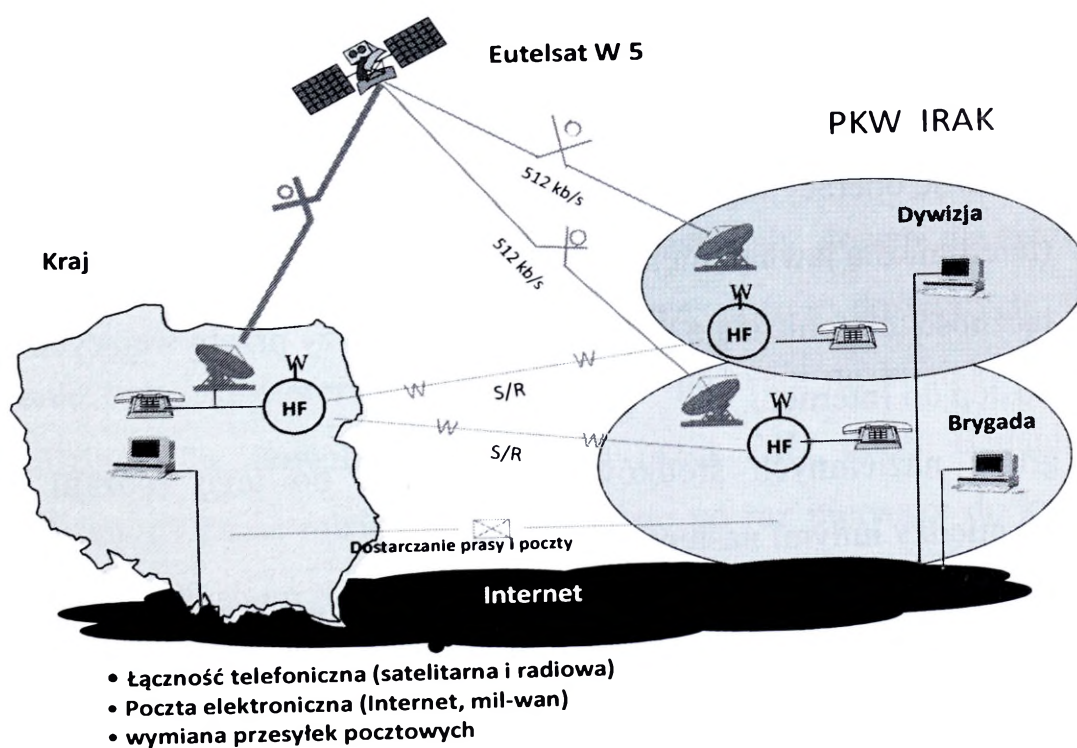 Eutelsat W 5
PKW IRAK
512 kb/s
512 kb/s
Dywizja
Kraj
W
HF
W
HF
W
W
S/R
W
HF
Brygada
W
W
S/R
Dostarczanie prasy i poczty
Internet
• Łączność telefoniczna (satelitarna i radiowa)
• Poczta elektroniczna (Internet, mil-wan)
• wymiana przesyłek pocztowych